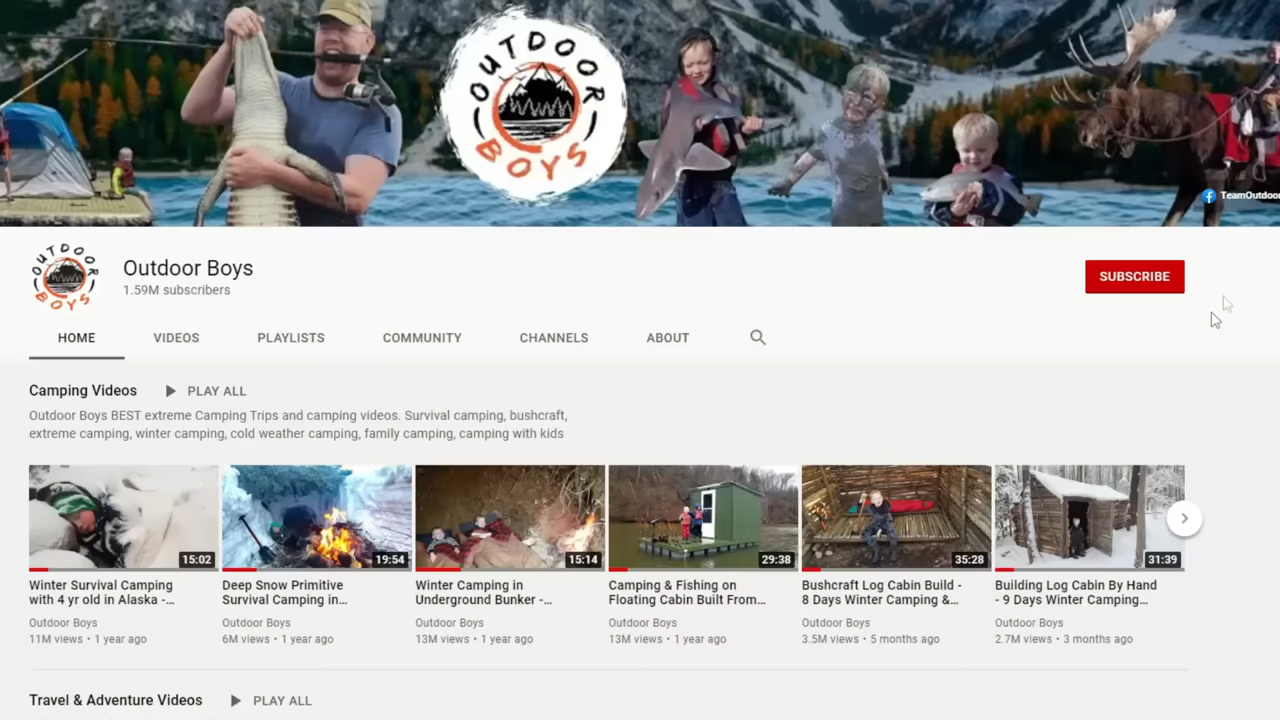 OUTDOOR
BOYS
TeamOutdoor
OUTDOOR
BOYS
Outdoor Boys
1.59M subscribers
SUBSCRIBE
HOME VIDEOS PLAYLISTS COMMUNITY CHANNELS ABOUT
Camping Videos PLAY ALL
Outdoor Boys BEST extreme Camping Trips and camping videos. Survival camping, bushcraft,
extreme camping, winter camping, cold weather camping, family camping, camping with kids
15:02 19:54 15:14 29:38 35:28 31:39
Winter Survival Camping
with 4 yr old in Alaska -...
Outdoor Boys
11M views • 1 year ago
Deep Snow Primitive
Survival Camping in...
Outdoor Boys
6M views • 1 year ago
Winter Camping in
Underground Bunker -...
Outdoor Boys
13M views • 1 year ago
Camping & Fishing on
Floating Cabin Built From...
Outdoor Boys
13M views • 1 year ago
Bushcraft Log Cabin Build -
8 Days Winter Camping &...
Outdoor Boys
3.5M views • 5 months ago
Building Log Cabin By Hand
- 9 Days Winter Camping...
Outdoor Boys
2.7M views • 3 months ago
Travel & Adventure Videos PLAY ALL